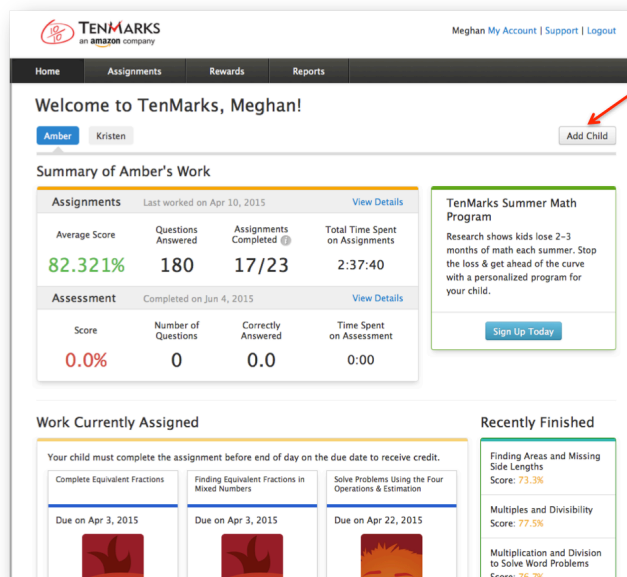 TENMARKS
an amazon company
Meghan My Account | Support | Logout
Home Assignments Rewards Reports
Welcome to TenMarks, Meghan!
Amber Kristen Add Child
Summary of Amber's Work
Assignments Last worked on Apr 10, 2015 View Details
Average Score
Questions
Answered
Assignments
Completed
Total Time Spent
on Assignments
82.321% 180 17/23 2:37:40
Assessment Completed on Jun 4, 2015 View Details
Score
Number of
Questions
Correctly
Answered
Time Spent
on Assessment
0.0% 0 0.0 0:00
TenMarks Summer Math
Program
Research shows kids lose 2-3
months of math each summer. Stop
the loss & get ahead of the curve
with a personalized program for
your child.
Sign Up Today
Work Currently Assigned
Your child must complete the assignment before end of day on the due date to receive credit.
Complete Equivalent Fractions
Due on Apr 3, 2015
Finding Equivalent Fractions in
Mixed Numbers
Due on Apr 3, 2015
Solve Problems Using the Four
Operations & Estimation
Due on Apr 22, 2015
Recently Finished
Finding Areas and Missing
Side Lengths
Score: 73.3%
Multiples and Divisibility
Score: 77.5%
Multiplication and Division
to Solve Word Problems
Score: 76.7%